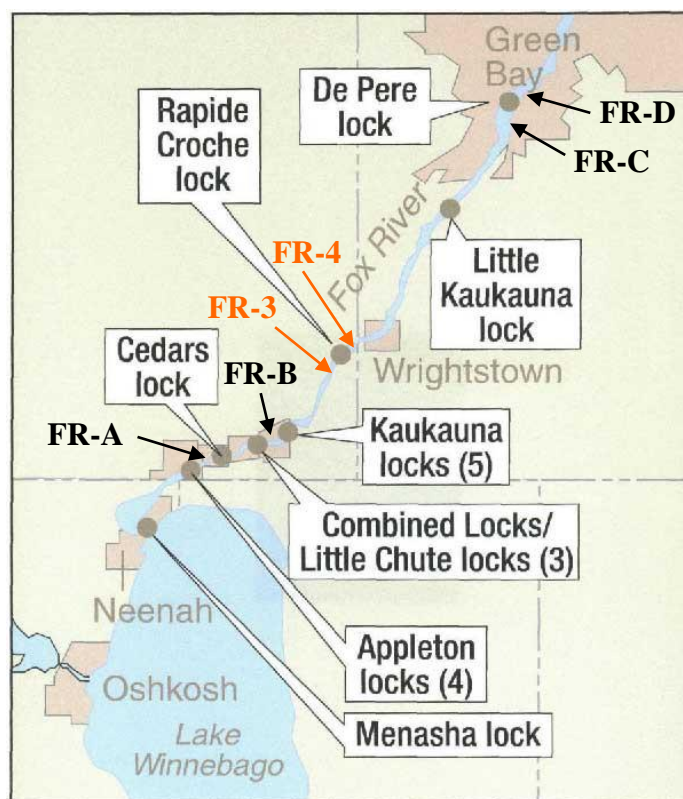 Green
Bay
De Pere
lock
FR-D
FR-C
Rapide
Croche
lock
Fox River
FR-4
FR-3
Little
Kaukauna
lock
Wrightstown
Cedars
lock
FR-B
FR-A
Kaukauna
locks (5)
Combined Locks/
Little Chute locks (3)
Neenah
Appleton
locks (4)
Oshkosh
Menasha lock
Lake
Winnebago